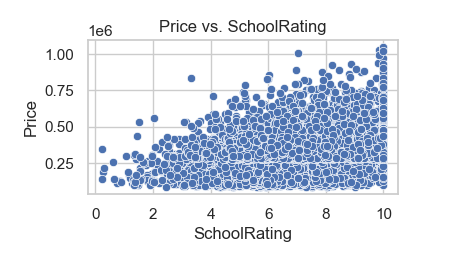 Price vs. SchoolRating
1e6
1.00
0.75
0.50
0.25
Price
0 2 4 6 8 10
SchoolRating